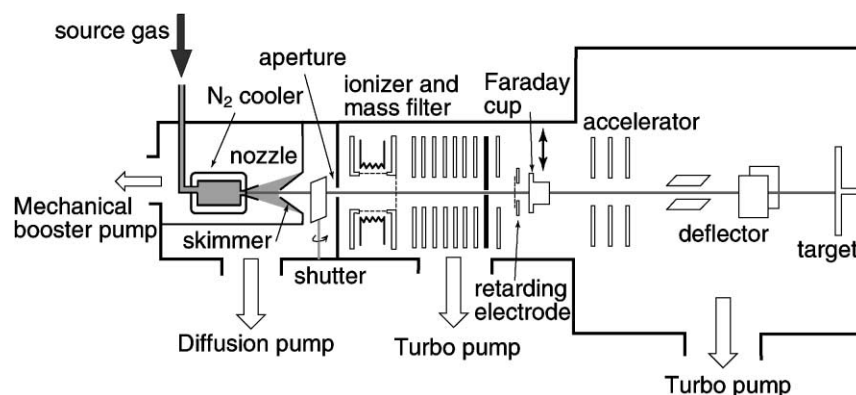 source gas
aperture
N₂ cooler
nozzle
ionizer and
mass filter
Faraday
cup
accelerator
Mechanical
booster pump
skimmer
shutter
retarding
electrode
deflector
target
Diffusion pump
Turbo pump
Turbo pump